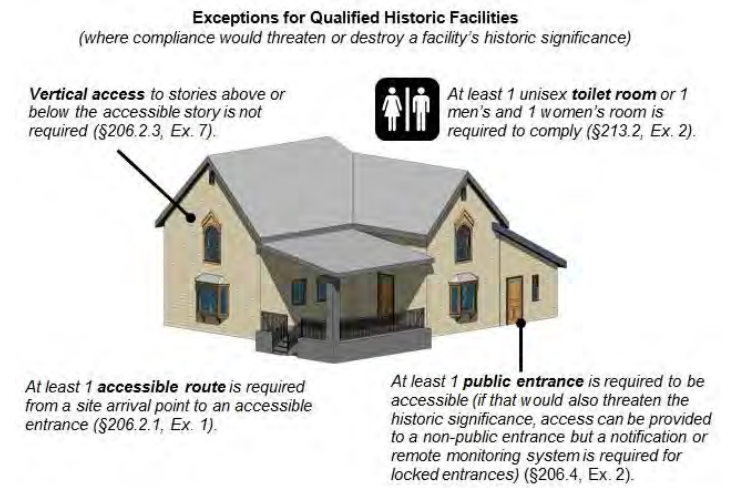 Exceptions for Qualified Historic Facilities
(where compliance would threaten or destroy a facility's historic significance)
Vertical access to stories above or
below the accessible story is not
required (§206.2.3, Ex. 7).
At least 1 unisex toilet room or 1
men's and 1 women's room is
required to comply (§213.2, Ex. 2).
At least 1 accessible route is required
from a site arrival point to an accessible
entrance (§206.2.1, Ex. 1).
At least 1 public entrance is required to be
accessible (if that would also threaten the
historic significance, access can be provided
to a non-public entrance but a notification or
remote monitoring system is required for
locked entrances) (§206.4, Ex. 2).